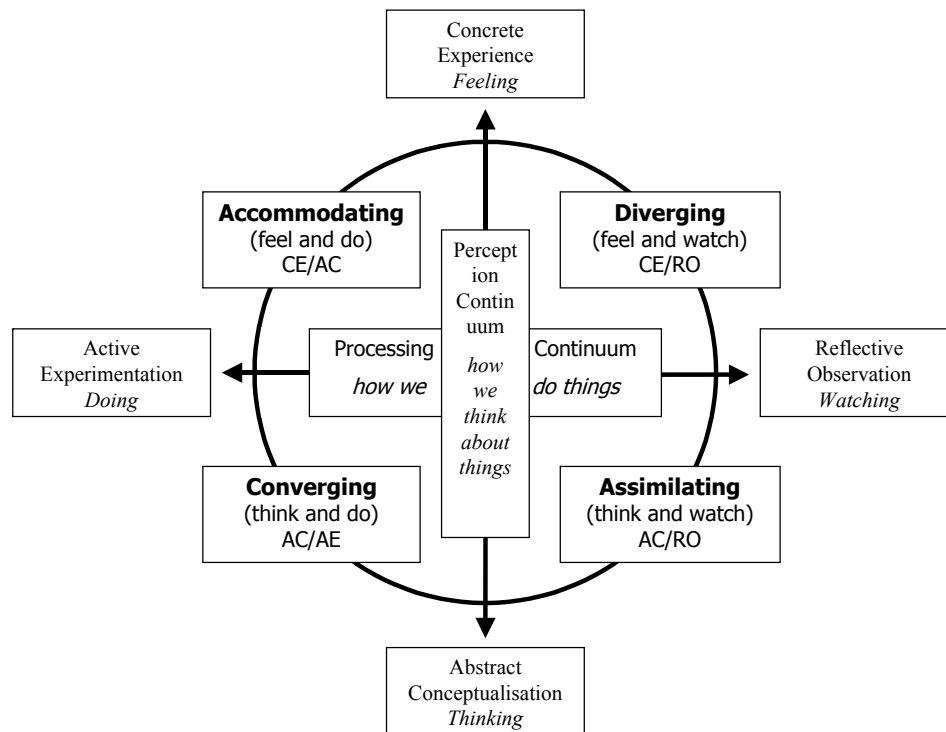 Concrete
Experience
Feeling
Accommodating
(feel and do)
CE/AC
Diverging
(feel and watch)
CE/RO
Percept
ion
Contin
uum
how
we
think
about
things
Active
Experimentation
Doing
Processing
how we
Continuum
do things
Reflective
Observation
Watching
Converging
(think and do)
AC/AE
Assimilating
(think and watch)
AC/RO
Abstract
Conceptualisation
Thinking